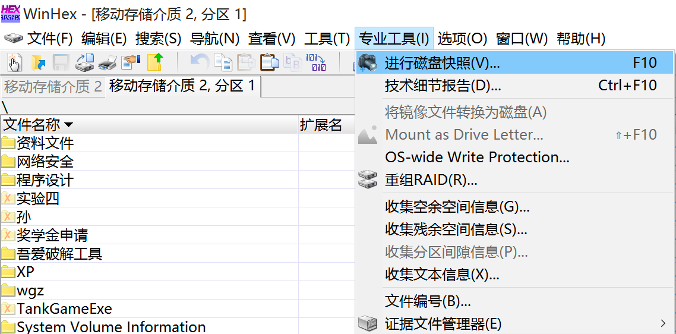 WinHex - [移动存储介质 2, 分区 1]
文件(F) 编辑(E) 搜索(S) 导航(N) 查看(V) 工具(T) 专业工具(I) 选项(O) 窗口(W) 帮助(H)
移动存储介质 2 移动存储介质 2, 分区 1
\
文件名称 扩展名
资料文件
网络安全
程序设计
实验四
孙
奖学金申请
吾爱破解工具
XP
wgz
TankGameExe
System Volume Information
进行磁盘快照(V)... F10
技术细节报告(D)... Ctrl+F10
将镜像文件转换为磁盘(A)
Mount as Drive Letter... ⇧+F10
OS-wide Write Protection...
重组RAID(R)...
收集空余空间信息(G)...
收集残余空间信息(S)...
收集分区间隙信息(P)...
收集文本信息(X)...
文件编号(B)...
证据文件管理器(E)